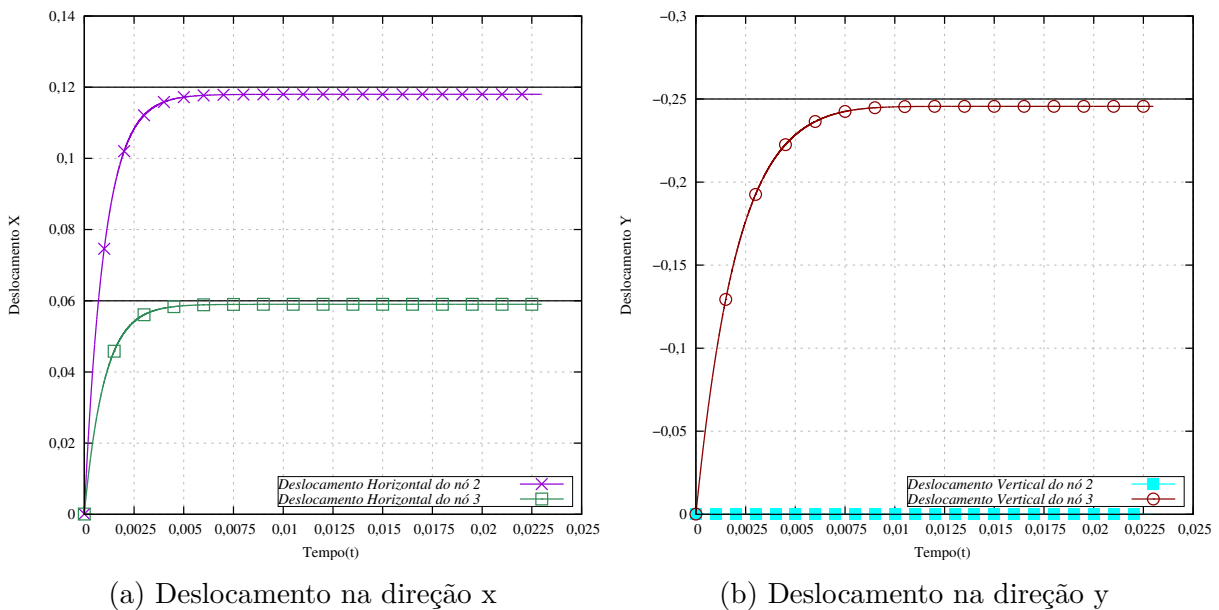 0,14
0,12
0,1
0,08
0,06
0,04
0,02
0
Deslocamento X
Deslocamento Horizontal do nó 2
Deslocamento Horizontal do nó 3
0 0,0025 0,005 0,0075 0,01 0,0125 0,015 0,0175 0,02 0,0225 0,025
Tempo(t)
(a) Deslocamento na direção x
−0,3
−0,25
−0,2
−0,15
−0,1
−0,05
0
Deslocamento Y
Deslocamento Vertical do nó 2
Deslocamento Vertical do nó 3
0 0,0025 0,005 0,0075 0,01 0,0125 0,015 0,0175 0,02 0,0225 0,025
Tempo(t)
(b) Deslocamento na direção y